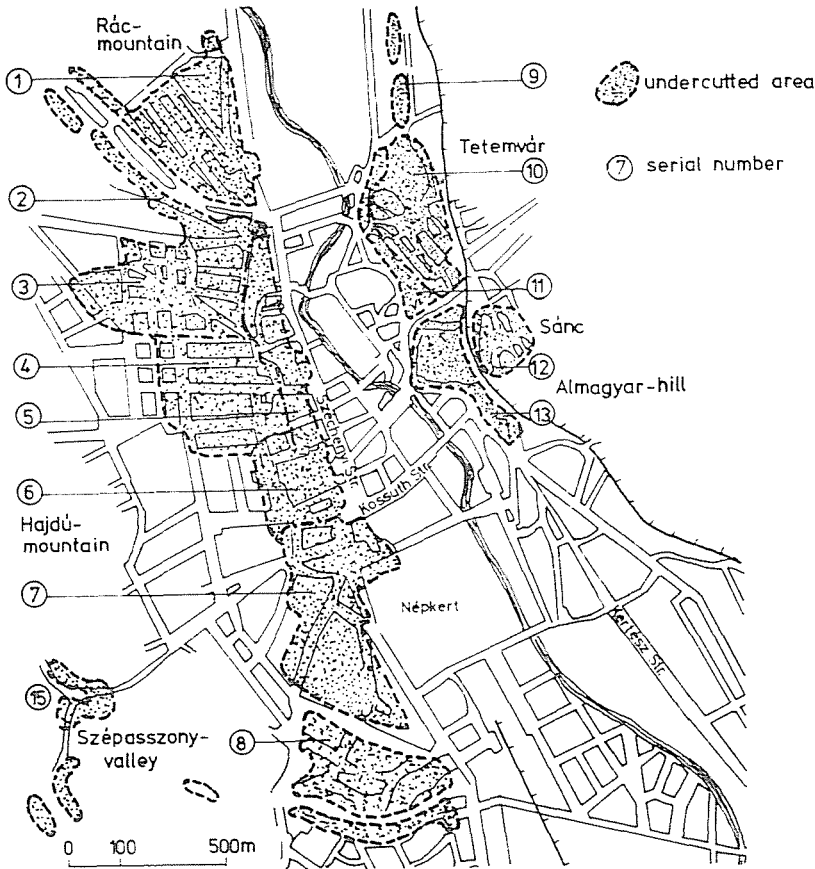 Rác-
mountain
1
9
undercutted area
Tetemvár
10
7 serial number
2
3
11
Sánc
4
12
Almagyar-hill
5
13
Széchenyi Str.
6
Kossuth Str.
Hajdú-
mountain
7
Népkert
Kertész Str.
15
Szépasszony-
valley
8
0 100 500m